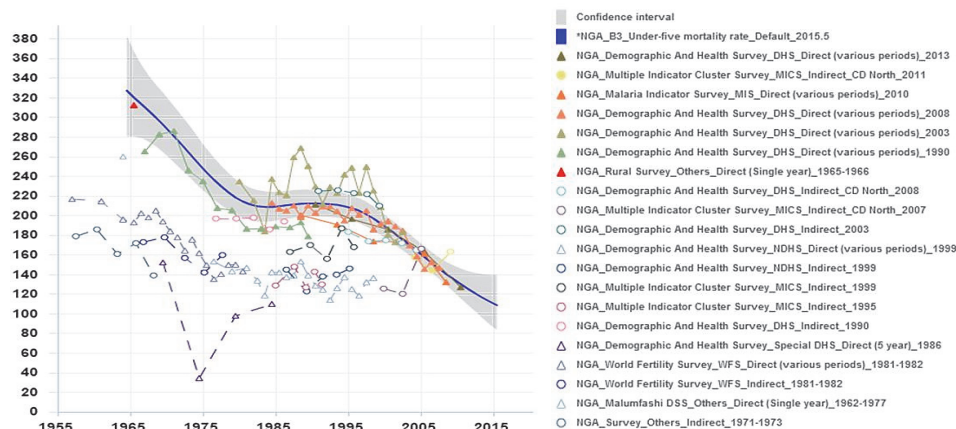 380
360
340
320
300
280
260
240
220
200
180
160
140
120
100
80
60
40
20
0
1955 1965 1975 1985 1995 2005 2015
Confidence interval
*NGA_B3_Under-five mortality rate_Default_2015.5
NGA_Demographic And Health Survey_DHS_Direct (various periods)_2013
NGA_Multiple Indicator Cluster Survey_MICS_Indirect_CD North_2011
NGA_Malaria Indicator Survey_MIS_Direct (various periods)_2010
NGA_Demographic And Health Survey_DHS_Direct (various periods)_2008
NGA_Demographic And Health Survey_DHS_Direct (various periods)_2003
NGA_Demographic And Health Survey_DHS_Direct (various periods)_1990
NGA_Rural Survey_Others_Direct (Single year)_1965-1966
NGA_Demographic And Health Survey_DHS_Indirect_CD North_2008
NGA_Multiple Indicator Cluster Survey_MICS_Indirect_CD North_2007
NGA_Demographic And Health Survey_DHS_Indirect_2003
NGA_Demographic And Health Survey_NDHS_Direct (various periods)_1999
NGA_Demographic And Health Survey_NDHS_Indirect_1999
NGA_Multiple Indicator Cluster Survey_MICS_Indirect_1999
NGA_Multiple Indicator Cluster Survey_MICS_Indirect_1995
NGA_Demographic And Health Survey_DHS_Indirect_1990
NGA_Demographic And Health Survey_Special DHS_Direct (5 year)_1986
NGA_World Fertility Survey_WFS_Direct (various periods)_1981-1982
NGA_World Fertility Survey_WFS_Indirect_1981-1982
NGA_Malumfashi DSS_Others_Direct (Single year)_1962-1977
NGA_Survey_Others_Indirect_1971-1973